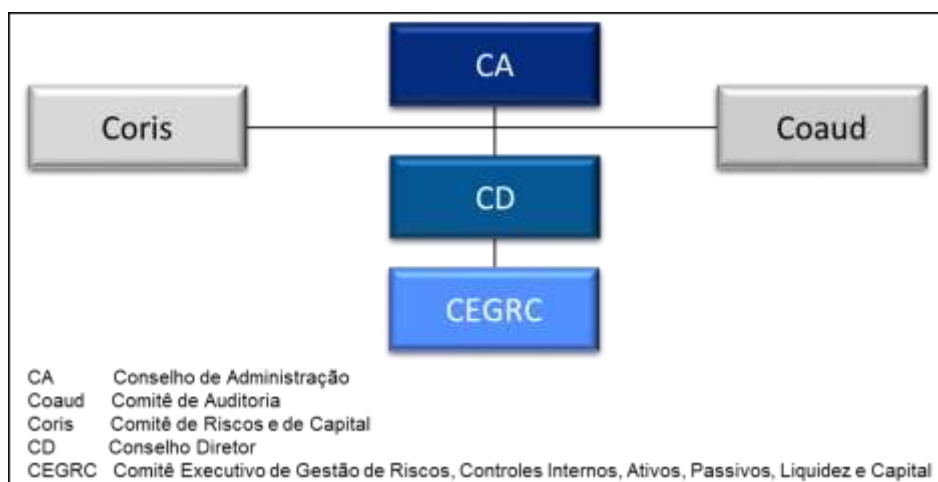 CA
Coris
Coaud
CD
CEGRC
CA Conselho de Administração
Coaud Comitê de Auditoria
Coris Comitê de Riscos e de Capital
CD Conselho Diretor
CEGRC Comitê Executivo de Gestão de Riscos, Controles Internos, Ativos, Passivos, Liquidez e Capital